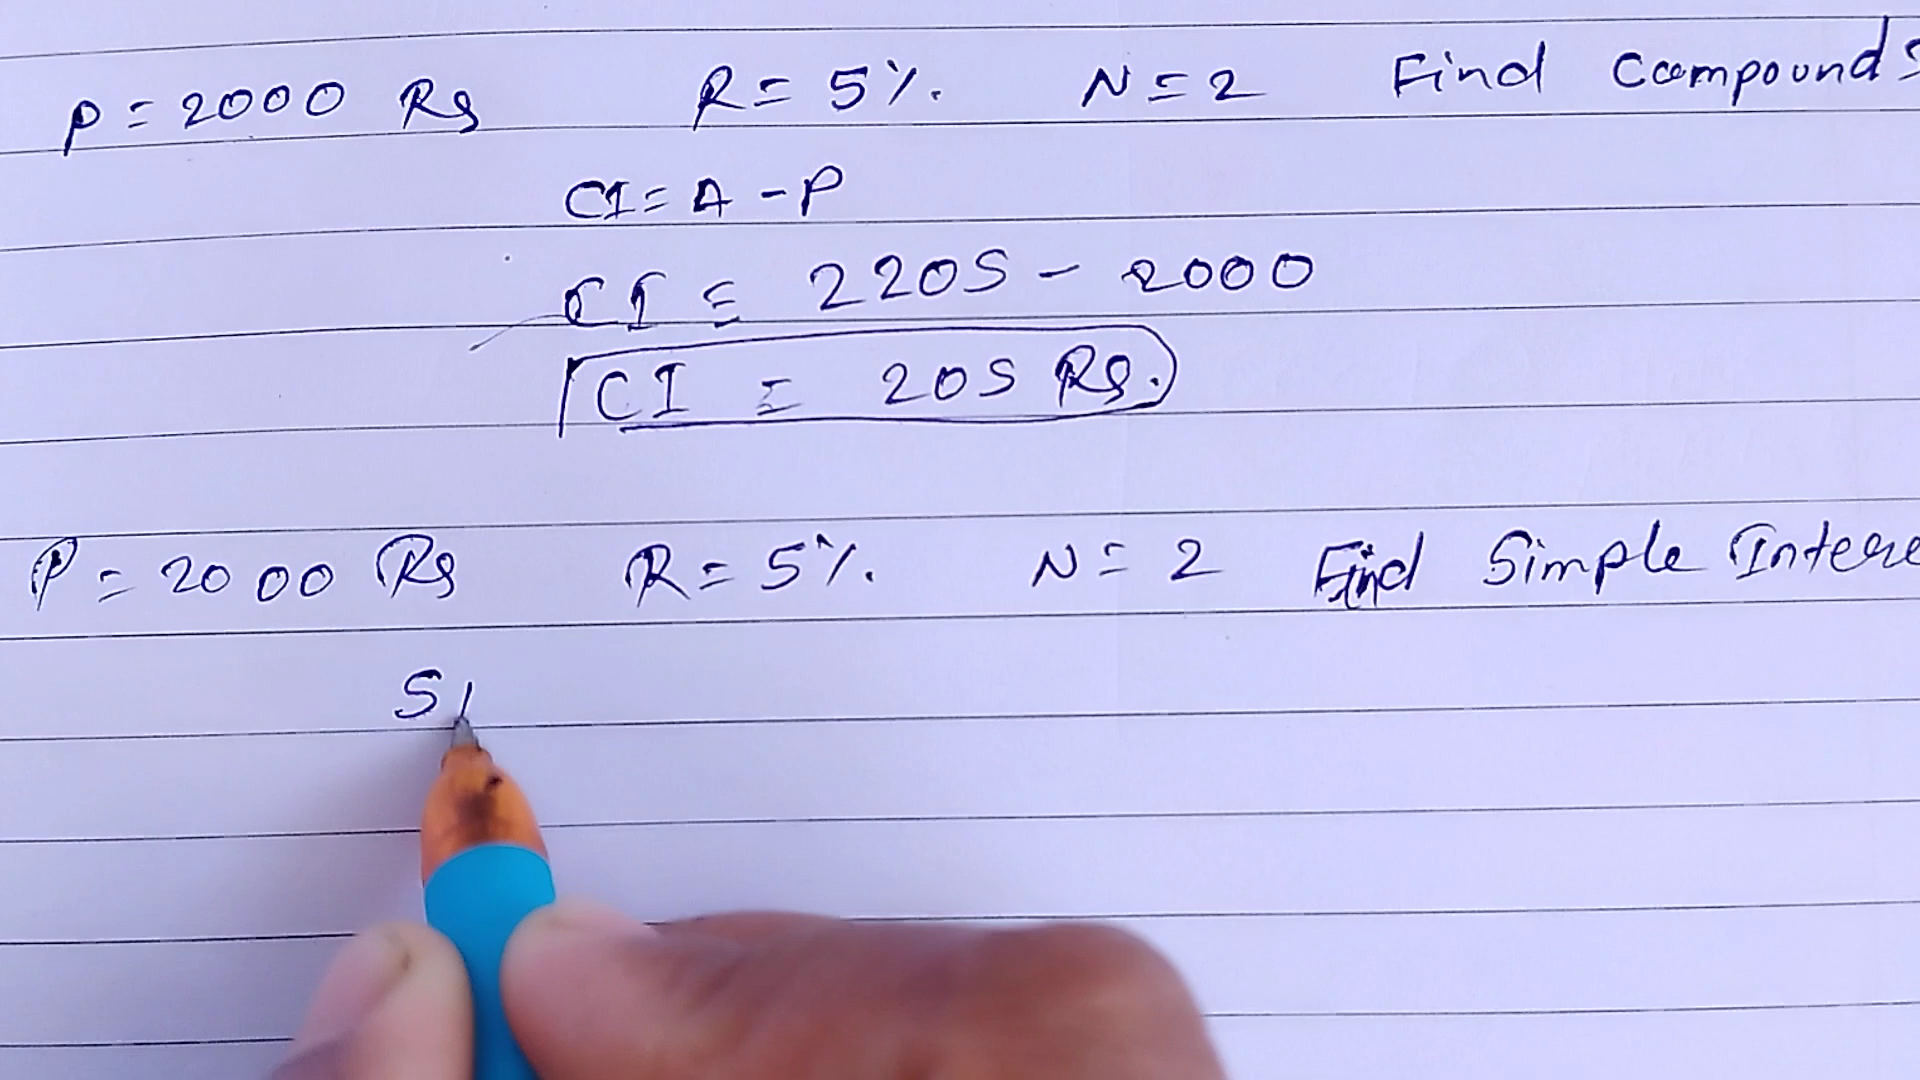 P = 2000 Rs R = 5% N = 2 Find Compound
CI = A - P
CI = 2205 - 2000
CI = 205 Rs.
P = 2000 Rs R = 5% N = 2 Find Simple Intere
SI